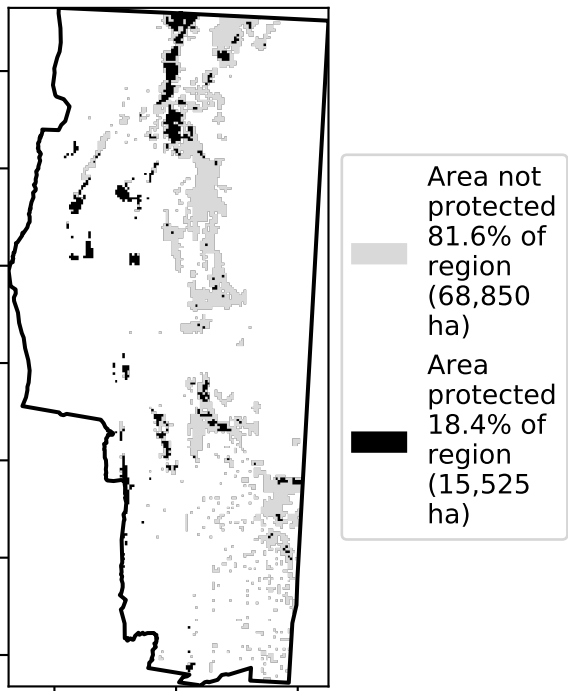 Area not
protected
81.6% of
region
(68,850
ha)
Area
protected
18.4% of
region
(15,525
ha)